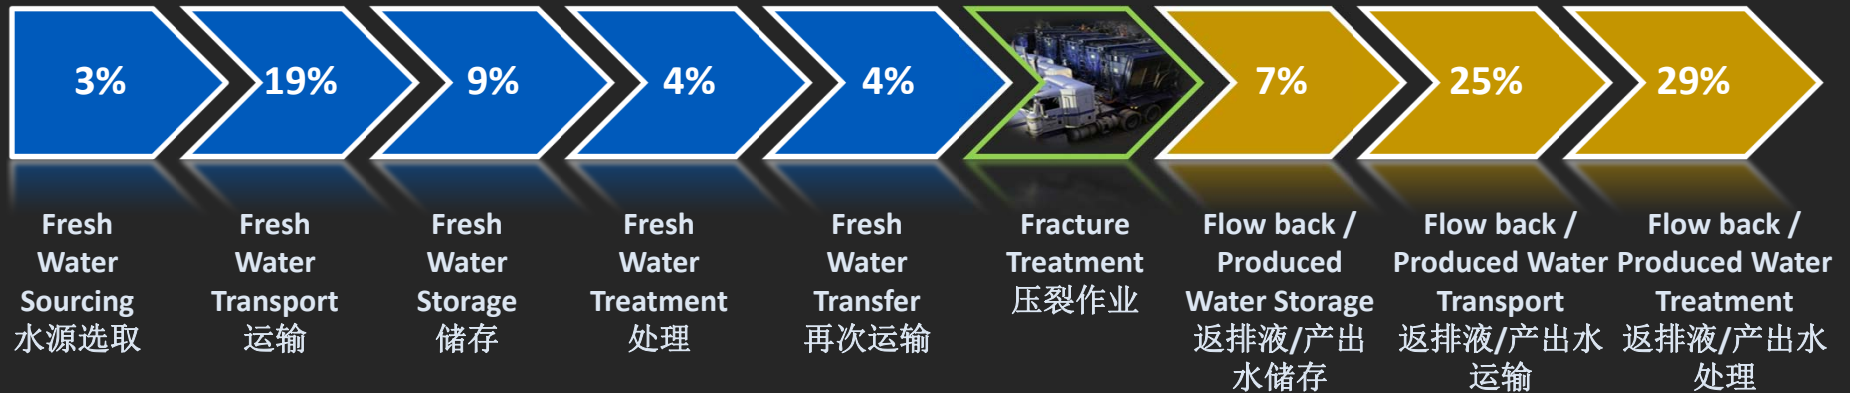 3%
19%
9%
4%
4%
7%
25%
29%
Fresh
Water
Sourcing
水源选取
Fresh
Water
Transport
运输
Fresh
Water
Storage
储存
Fresh
Water
Treatment
处理
Fresh
Water
Transfer
再次运输
Fracture
Treatment
压裂作业
Flow back /
Produced
Water Storage
返排液/产出
水储存
Flow back /
Produced Water
Transport
返排液/产出水
运输
Flow back /
Produced Water
Treatment
返排液/产出水
处理